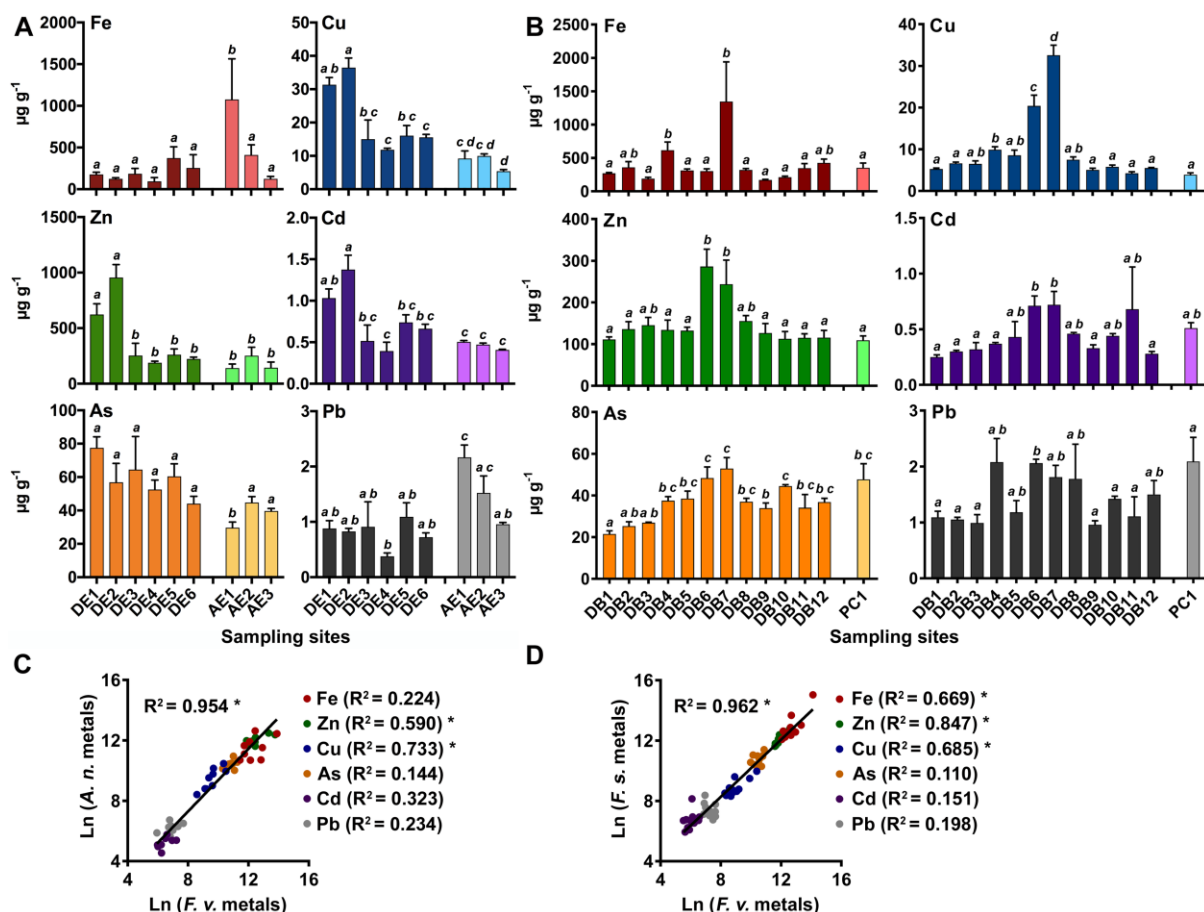 A
Fe
2000
1500
1000
500
0
µg g⁻¹
a a a a a a b a a
Cu
50
40
30
20
10
0
a b a b c c b c c c d c d d
Zn
1500
1000
500
0
µg g⁻¹
a a b b b b b b b
Cd
2.0
1.5
1.0
0.5
0.0
a b a b c c b c b c b c b c c
As
100
80
60
40
20
0
µg g⁻¹
a a a a a a b a a
DE1 DE2 DE3 DE4 DE5 DE6 AE1 AE2 AE3
Pb
3
2
1
0
a b a b a b b a b a b c a c a
DE1 DE2 DE3 DE4 DE5 DE6 AE1 AE2 AE3
Sampling sites
B
Fe
2500
2000
1500
1000
500
0
µg g⁻¹
a a b a b a a b a a a a b a b a
Cu
40
30
20
10
0
a a b a b b a b c d a b a a a a a
Zn
400
300
200
100
0
µg g⁻¹
a a b a b a a b b a b a a a a a
Cd
1.5
1.0
0.5
0.0
a a a a a b b b a b a a b a b a a b
As
80
60
40
20
0
µg g⁻¹
a a b a b b c b c c c b c b c b c b c b c
DB1 DB2 DB3 DB4 DB5 DB6 DB7 DB8 DB9 DB10 DB11 DB12 PC1
Pb
3
2
1
0
a a a a b a b b a b a b a a b a b a b a
DB1 DB2 DB3 DB4 DB5 DB6 DB7 DB8 DB9 DB10 DB11 DB12 PC1
Sampling sites
C
16
12
8
4
Ln (A. n. metals)
R² = 0.954 *
4 8 12 16
Ln (F. v. metals)
Fe (R² = 0.224)
Zn (R² = 0.590) *
Cu (R² = 0.733) *
As (R² = 0.144)
Cd (R² = 0.323)
Pb (R² = 0.234)
D
16
12
8
4
Ln (F. s. metals)
R² = 0.962 *
4 8 12 16
Ln (F. v. metals)
Fe (R² = 0.669) *
Zn (R² = 0.847) *
Cu (R² = 0.685) *
As (R² = 0.110)
Cd (R² = 0.151)
Pb (R² = 0.198)